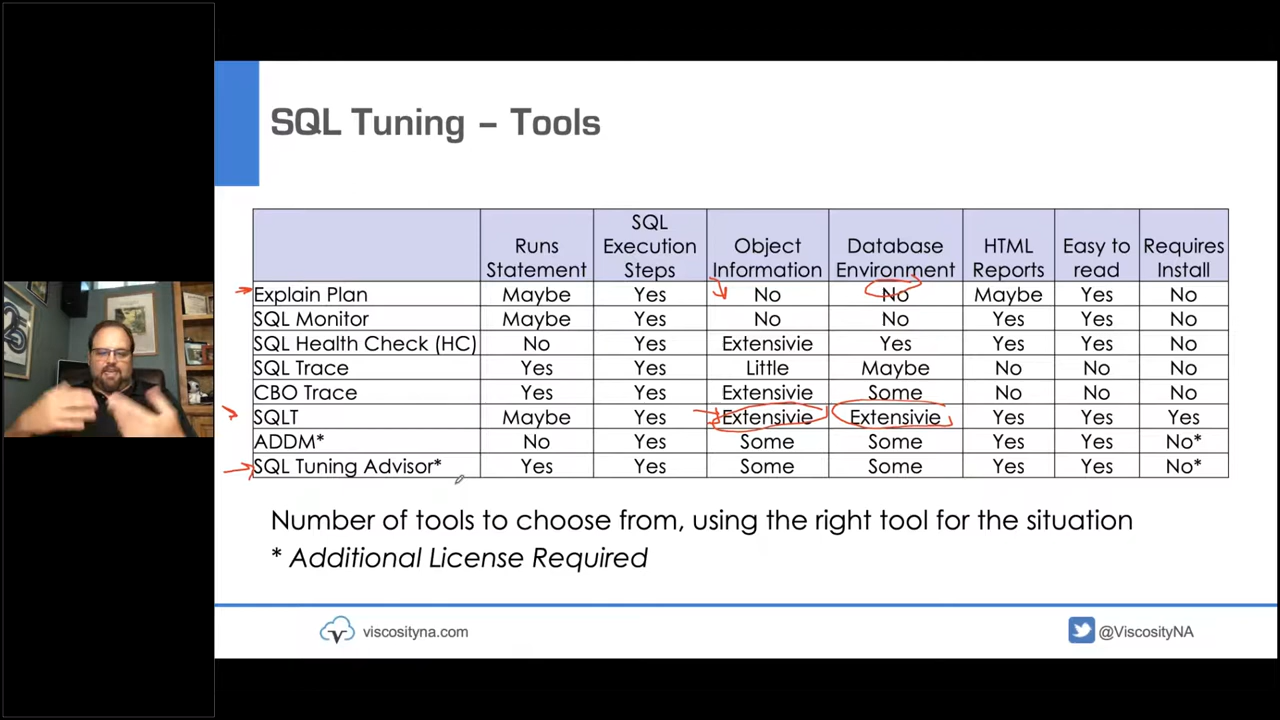 SQL Tuning – Tools
Runs Statement SQL Execution Steps Object Information Database Environment HTML Reports Easy to read Requires Install
Explain Plan Maybe Yes No No Maybe Yes No
SQL Monitor Maybe Yes No No Yes Yes No
SQL Health Check (HC) No Yes Extensivie Yes Yes Yes No
SQL Trace Yes Yes Little Maybe No No No
CBO Trace Yes Yes Extensivie Some No No No
SQLT Maybe Yes Extensivie Extensivie Yes Yes Yes
ADDM* No Yes Some Some Yes Yes No*
SQL Tuning Advisor* Yes Yes Some Some Yes Yes No*
Number of tools to choose from, using the right tool for the situation
* Additional License Required
viscosityna.com
@ViscosityNA